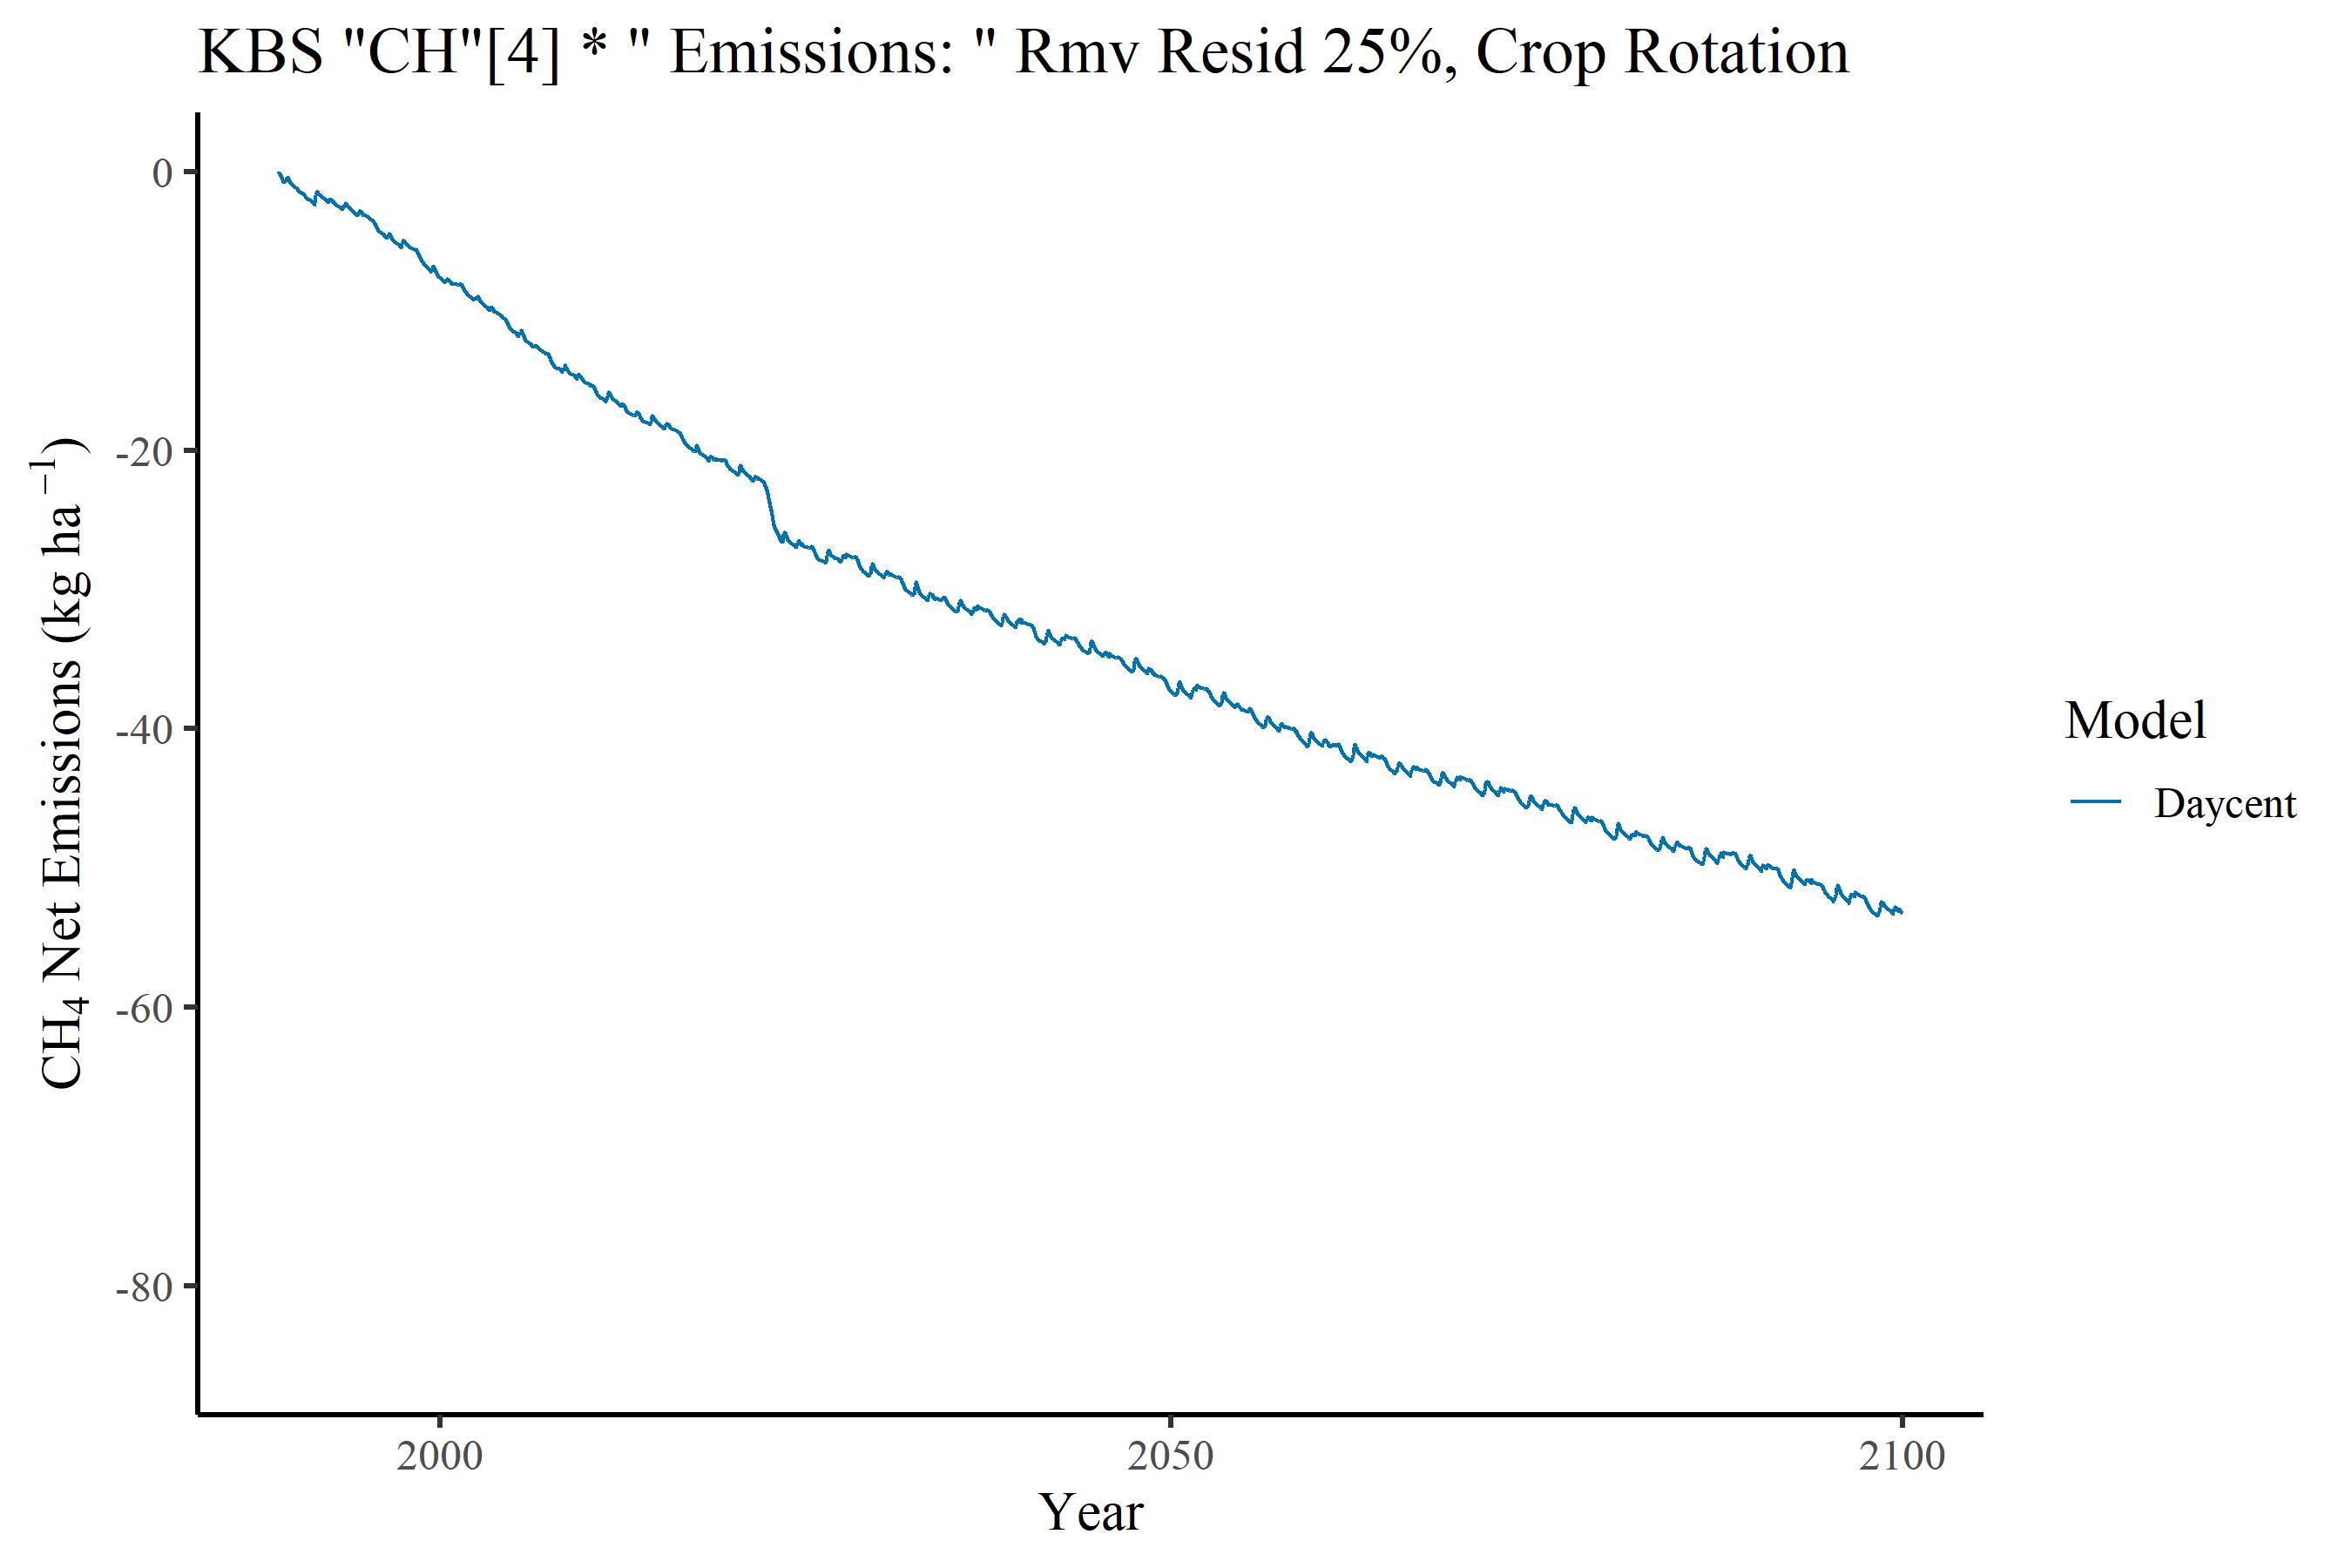 KBS "CH"[4] * " Emissions: " Rmv Resid 25%, Crop Rotation
CH₄ Net Emissions (kg ha ⁻¹)
0
-20
-40
-60
-80
2000 2050 2100
Year
Model
Daycent